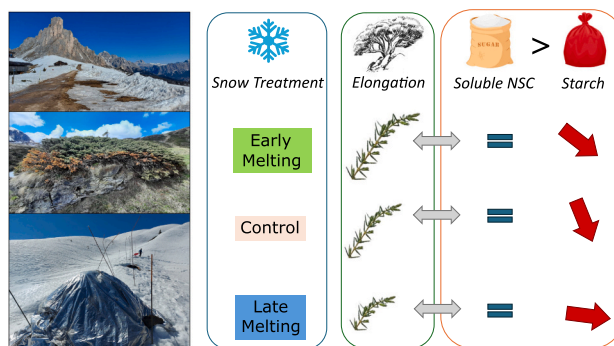 SUGAR
>
Snow Treatment
Elongation
Soluble NSC
Starch
Early
Melting
=
Control
=
Late
Melting
=